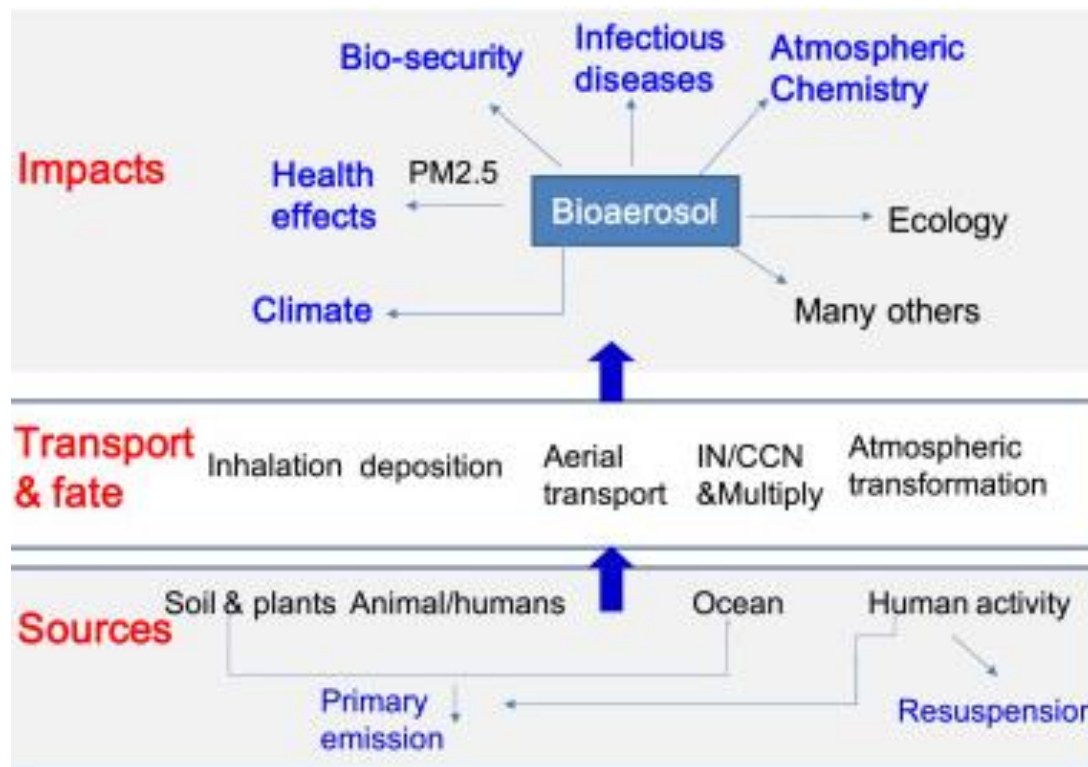 Bio-security
Infectious
diseases
Atmospheric
Chemistry
Impacts
Health
effects
PM2.5
Bioaerosol
Ecology
Climate
Many others
Transport
& fate
Inhalation
deposition
Aerial
transport
IN/CCN
&Multiply
Atmospheric
transformation
Sources
Soil & plants
Animal/humans
Ocean
Human activity
Primary
emission
Resuspension